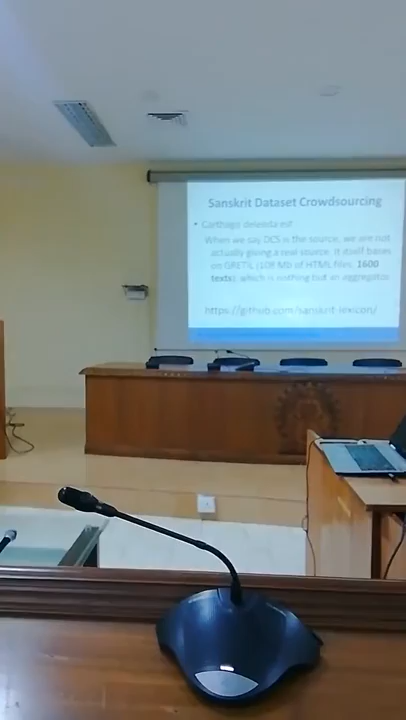 Sanskrit Dataset Crowdsourcing
• Carthago delenda est
When we say DCS is the source, we are not
actually giving a real source. It itself bases
on GRETIL (108 Mb of HTML files, 1600
texts), which is nothing but an aggregator.
https://github.com/sanskrit-lexicon/